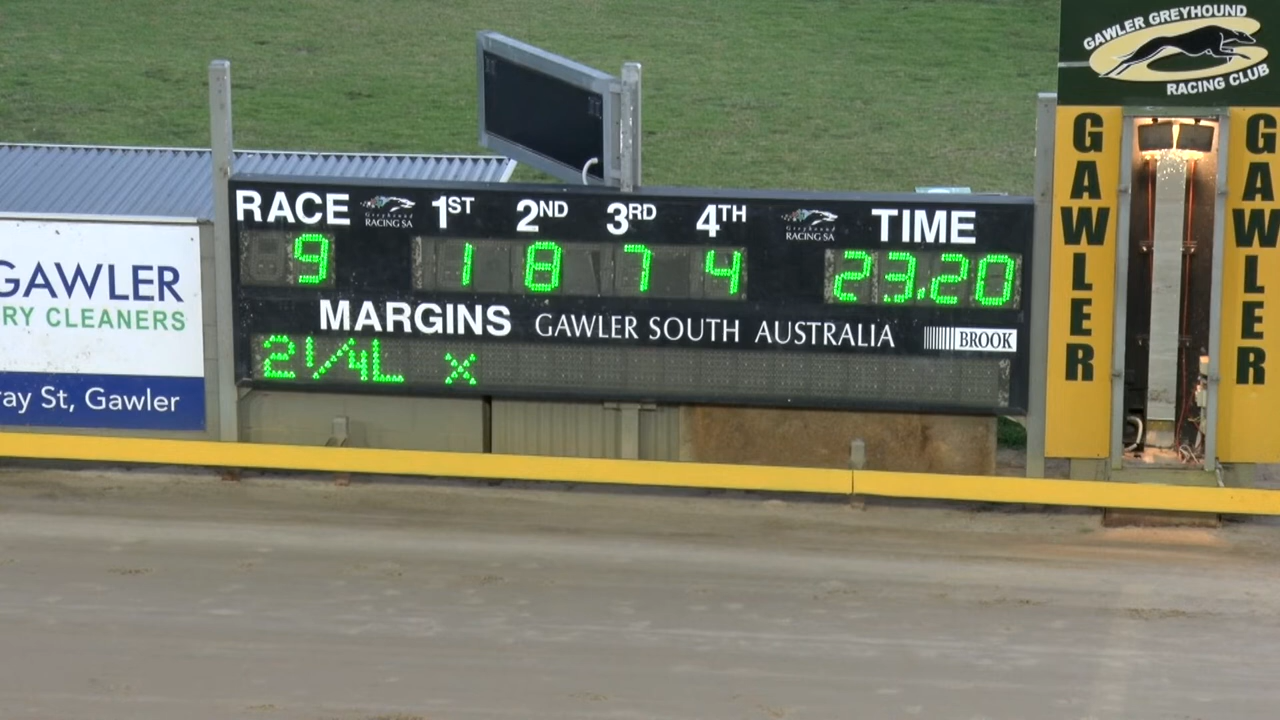 GAWLER GREYHOUND
RACING CLUB
RACE
Greyhound
RACING SA
1ST 2ND 3RD 4TH
Greyhound
RACING SA
TIME
9 1 8 7 4 23.20
MARGINS GAWLER SOUTH AUSTRALIA BROOK
2 1/4L X
GAWLER
RY CLEANERS
ray St, Gawler
GAWLER
GAWLER